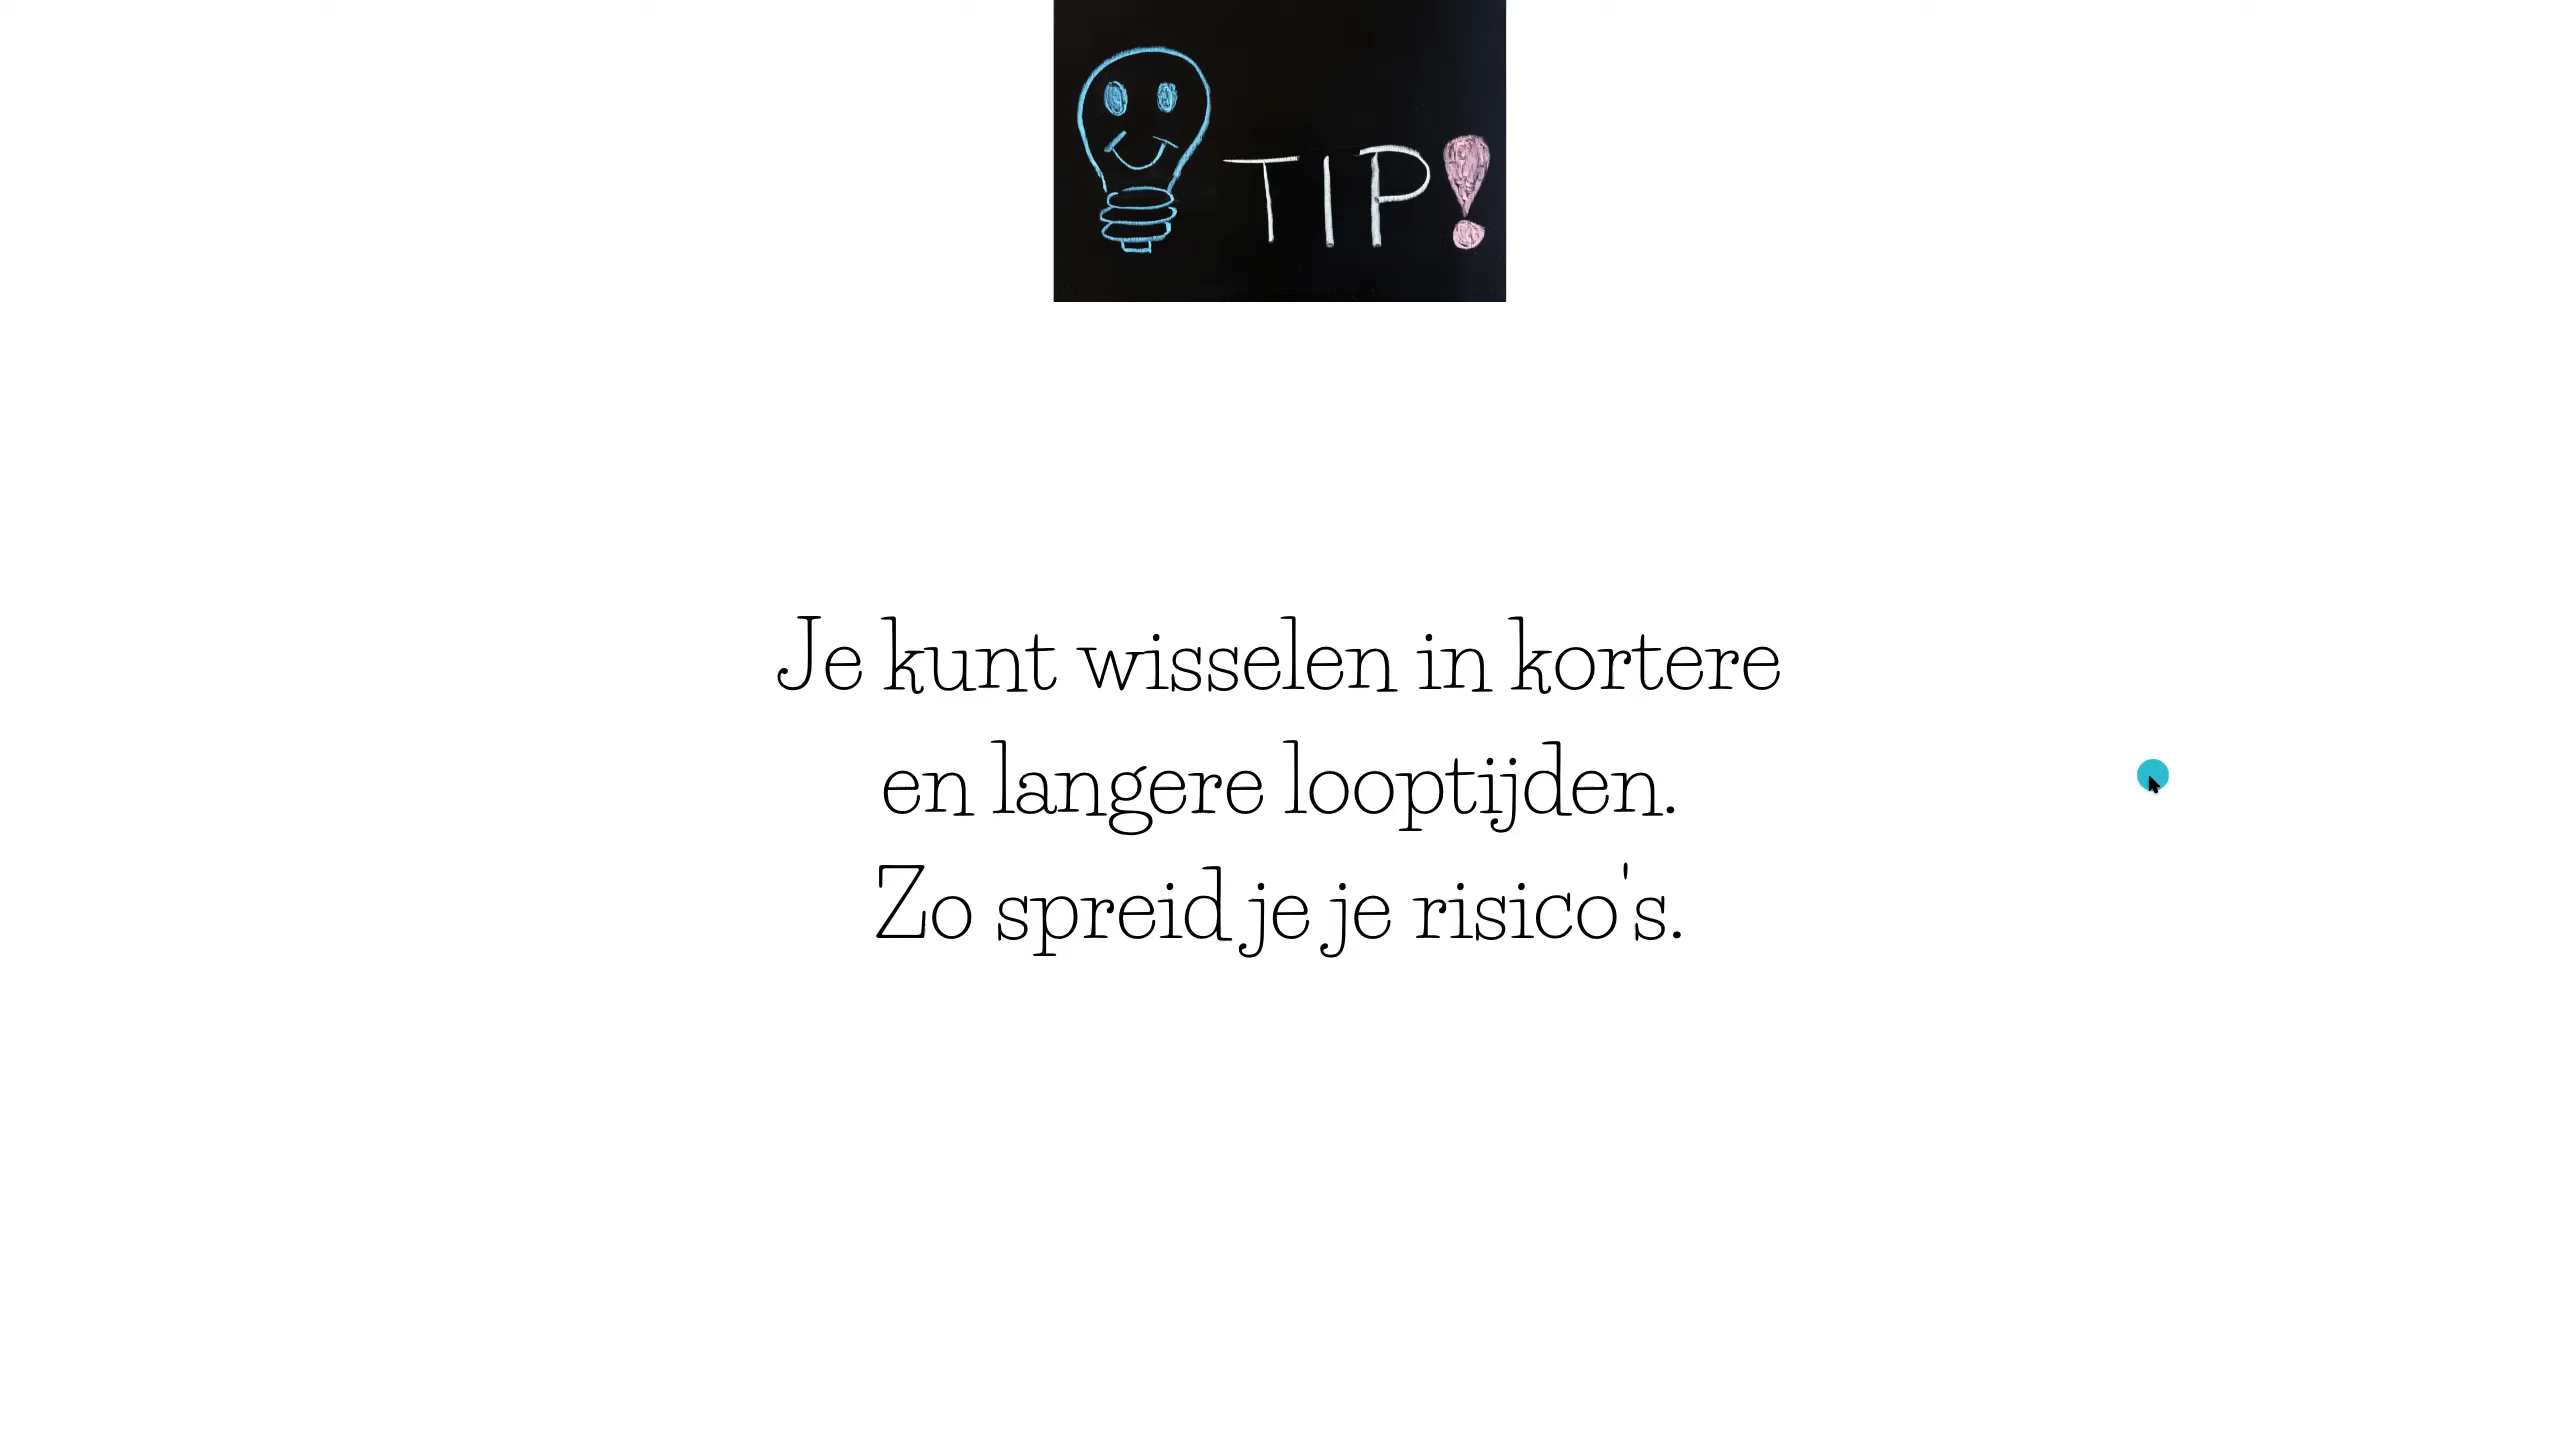 TIP!
Je kunt wisselen in kortere
en langere looptijden.
Zo spreid je je risico's.